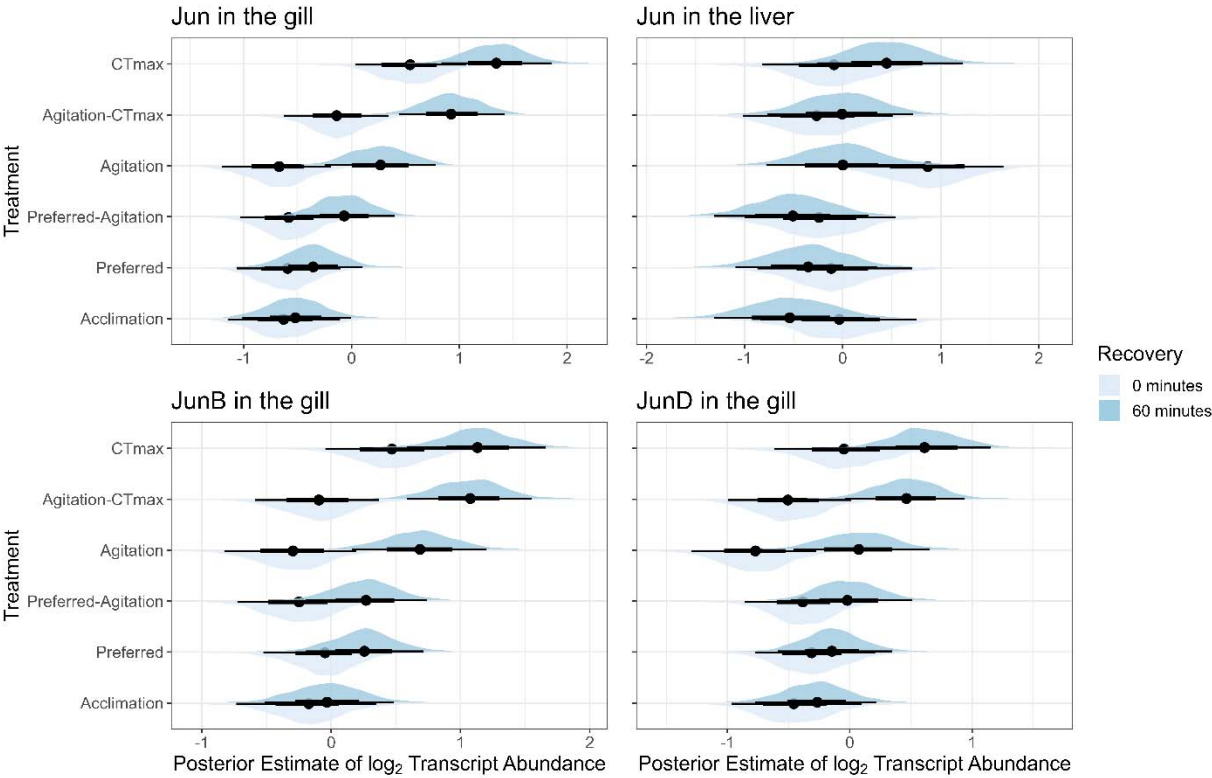 Jun in the gill
Jun in the liver
Treatment
CTmax
Agitation-CTmax
Agitation
Preferred-Agitation
Preferred
Acclimation
-1 0 1 2
-2 -1 0 1 2
Recovery
0 minutes
60 minutes
JunB in the gill
JunD in the gill
Treatment
CTmax
Agitation-CTmax
Agitation
Preferred-Agitation
Preferred
Acclimation
-1 0 1 2
-1 0 1
Posterior Estimate of log₂ Transcript Abundance
Posterior Estimate of log₂ Transcript Abundance